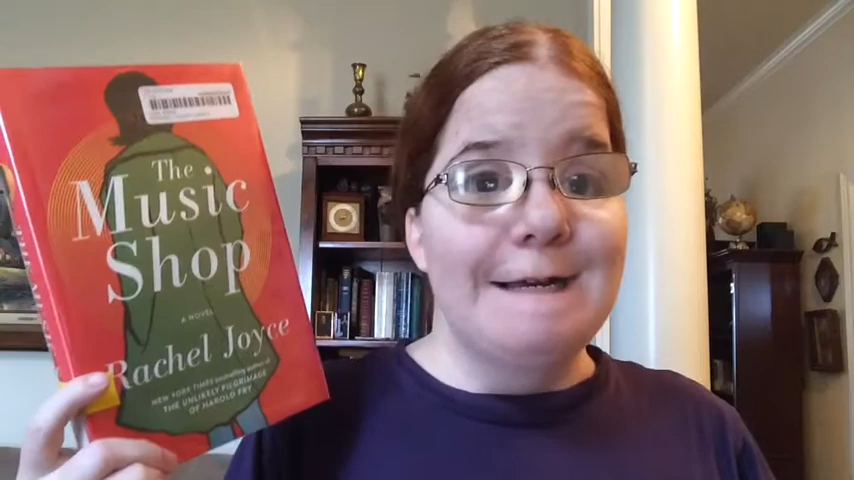 The
Music
Shop
A NOVEL
Rachel Joyce
NEW YORK TIMES bestselling author of
THE UNLIKELY PILGRIMAGE
OF HAROLD FRY